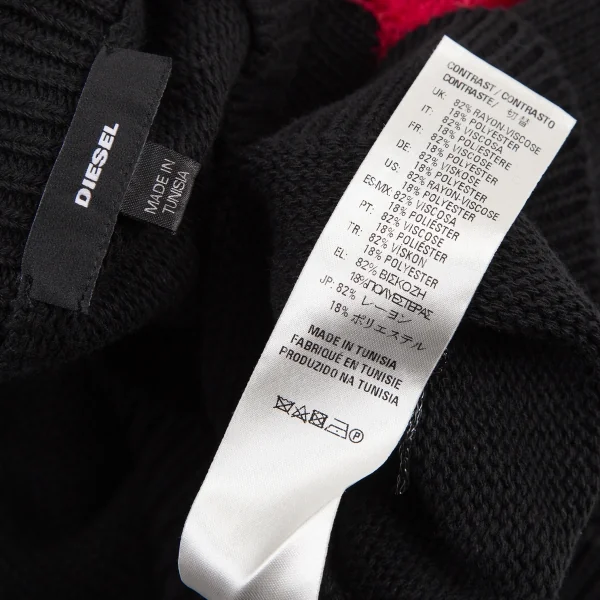 DIESEL
MADE IN
TUNISIA
CONTRAST / CONTRASTO
CONTRASTE / 切替
UK: 82% RAYON-VISCOSE
18% POLYESTER
IT: 82% VISCOSA
18% POLIESTERE
FR: 82% VISCOSE
18% POLYESTER
DE: 82% VISKOSE
18% POLYESTER
US: 82% RAYON-VISCOSE
18% POLYESTER
ES-MX: 82% VISCOSA
18% POLIÉSTER
PT: 82% VISCOSE
18% POLIÉSTER
TR: 82% VISKON
18% POLYESTER
EL: 82% ΒΙΣΚΟΖΗ
18%ΠΟΛΥΕΣΤΕΡΑΣ
JP: 82% レーヨン
18% ポリエステル
MADE IN TUNISIA
FABRIQUÉ EN TUNISIE
PRODUZIDO NA TUNISIA
P